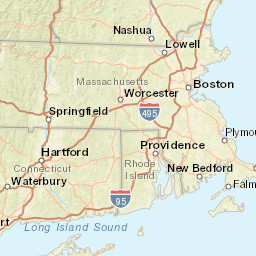 Nashua
Lowell
Massachusetts
Boston
Worcester
Springfield
495
Plymou
Hartford
Providence
Connecticut
Rhode
Island
New Bedford
Waterbury
Falm
95
rt
Long Island Sound